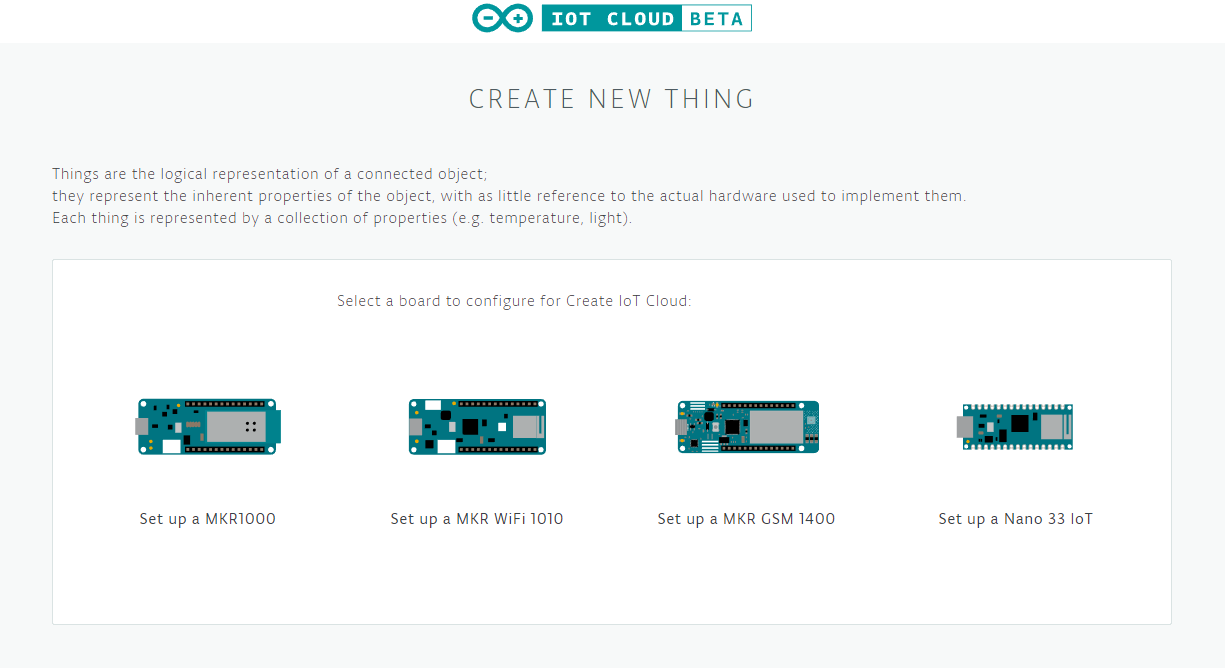 IOT CLOUD BETA
CREATE NEW THING
Things are the logical representation of a connected object;
they represent the inherent properties of the object, with as little reference to the actual hardware used to implement them.
Each thing is represented by a collection of properties (e.g. temperature, light).
Select a board to configure for Create IoT Cloud:
Set up a MKR1000
Set up a MKR WiFi 1010
Set up a MKR GSM 1400
Set up a Nano 33 IoT